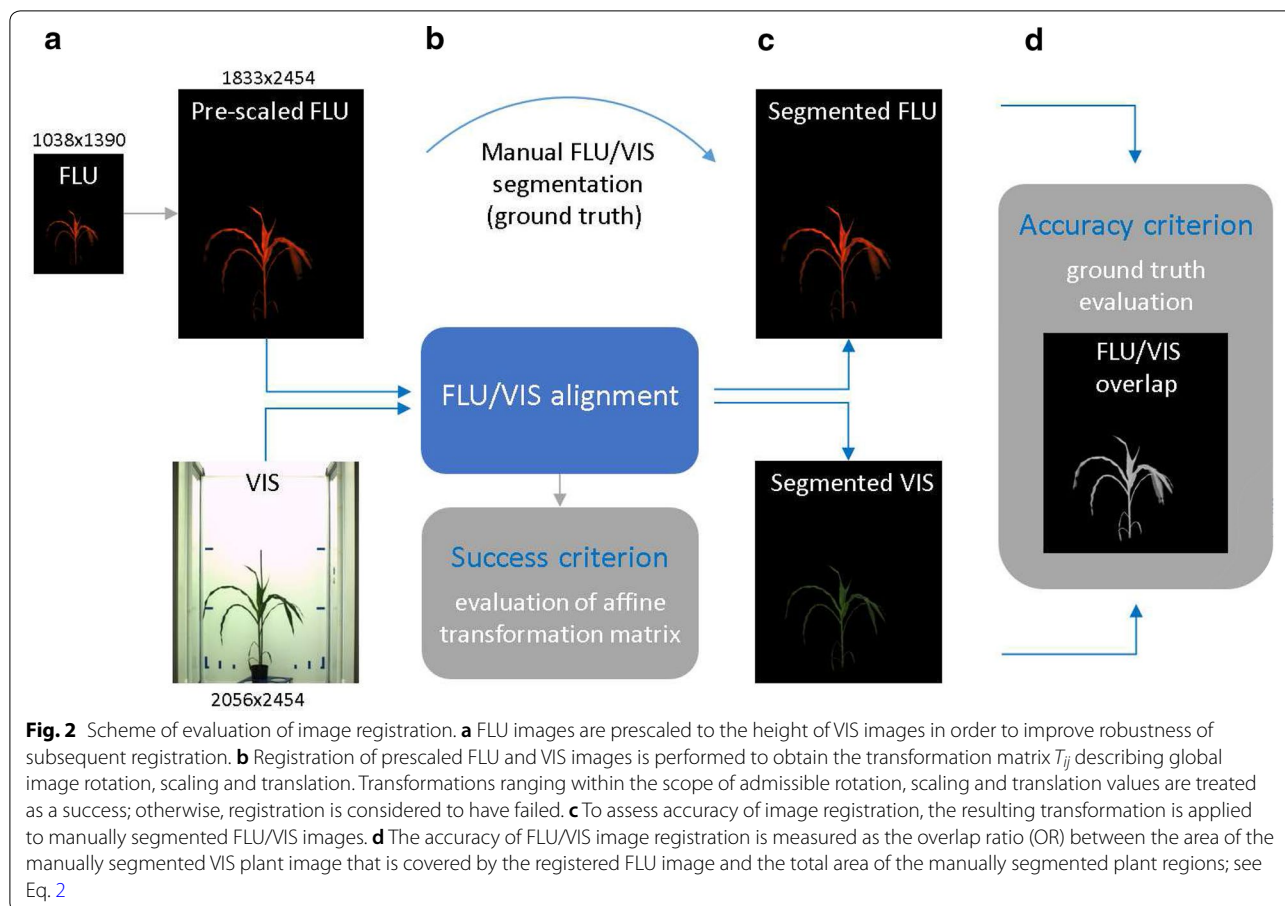 a
b
c
d
1833x2454
Pre-scaled FLU
1038x1390
FLU
Manual FLU/VIS
segmentation
(ground truth)
Segmented FLU
Accuracy criterion
ground truth
evaluation
FLU/VIS
overlap
FLU/VIS alignment
VIS
2056x2454
Success criterion
evaluation of affine
transformation matrix
Segmented VIS
Fig. 2 Scheme of evaluation of image registration. a FLU images are prescaled to the height of VIS images in order to improve robustness of
subsequent registration. b Registration of prescaled FLU and VIS images is performed to obtain the transformation matrix Tij describing global
image rotation, scaling and translation. Transformations ranging within the scope of admissible rotation, scaling and translation values are treated
as a success; otherwise, registration is considered to have failed. c To assess accuracy of image registration, the resulting transformation is applied
to manually segmented FLU/VIS images. d The accuracy of FLU/VIS image registration is measured as the overlap ratio (OR) between the area of the
manually segmented VIS plant image that is covered by the registered FLU image and the total area of the manually segmented plant regions; see
Eq. 2